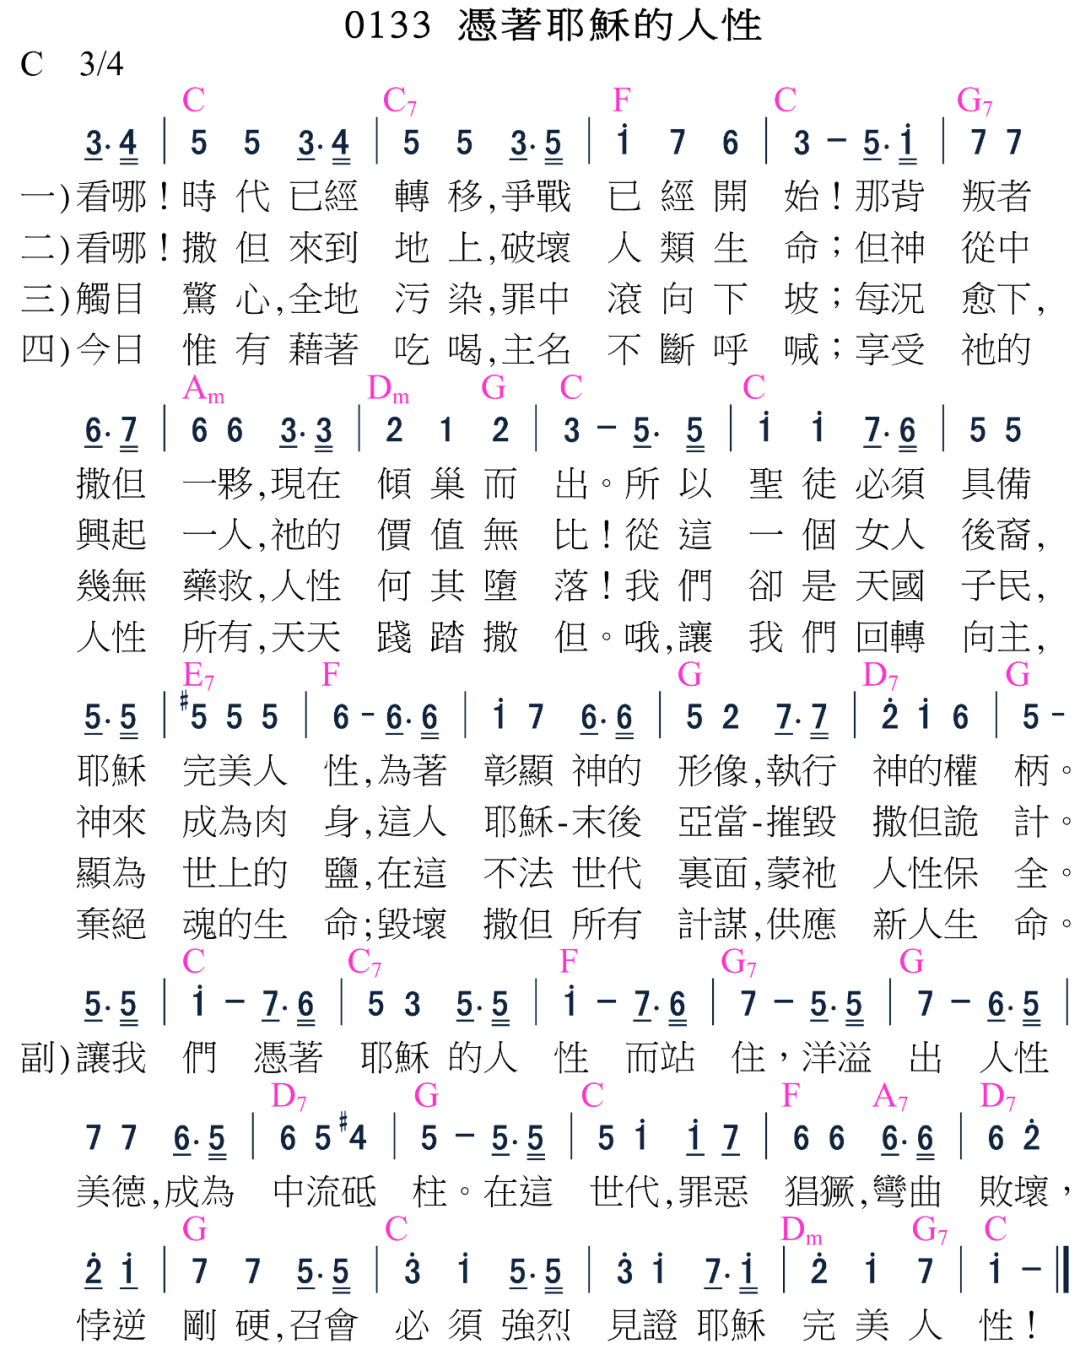 0133 憑著耶穌的人性
C 3/4
C C7 F C G7
3. 4 | 5 5 3. 4 | 5 5 3. 5 | i 7 6 | 3 – 5. i | 7 7
一)看哪！時代已經轉移,爭戰已經開始！那背叛者
二)看哪！撒但來到地上,破壞人類生命；但神從中
三)觸目驚心,全地污染,罪中滾向下坡；每況愈下,
四)今日惟有藉著吃喝,主名不斷呼喊；享受祂的
Am Dm G C C
6. 7 | 6 6 3. 3 | 2 1 2 | 3 – 5. 5 | i i 7. 6 | 5 5
撒但一夥,現在傾巢而出。所以聖徒必須具備
興起一人,祂的價值無比！從這一個女人後裔,
幾無藥救,人性何其墮落！我們卻是天國子民,
人性所有,天天踐踏撒但。哦,讓我們回轉向主,
E7 F G D7 G
5. 5 | #5 5 5 | 6 - 6. 6 | i 7 6. 6 | 5 2 7. 7 | 2̇ i 6 | 5 -
耶穌完美人性,為著彰顯神的形像,執行神的權柄。
神來成為肉身,這人耶穌-末後亞當-摧毀撒但詭計。
顯為世上的鹽,在這不法世代裏面,蒙祂人性保全。
棄絕魂的生命;毀壞撒但所有計謀,供應新人生命。
C C7 F G7 G
5. 5 | i – 7. 6 | 5 3 5. 5 | i – 7. 6 | 7 – 5. 5 | 7 – 6. 5 |
副)讓我們憑著耶穌的人性而站住，洋溢出人性
D7 G C F A7 D7
7 7 6. 5 | 6 5 #4 | 5 – 5. 5 | 5 i i 7 | 6 6 6. 6 | 6 2̇
美德,成為中流砥柱。在這世代,罪惡猖獗,彎曲敗壞，
G C Dm G7 C
2̇ i | 7 7 5. 5 | 3̇ i 5. 5 | 3̇ i 7. i | 2̇ i 7 | i – ‖
悖逆剛硬,召會必須強烈見證耶穌完美人性！